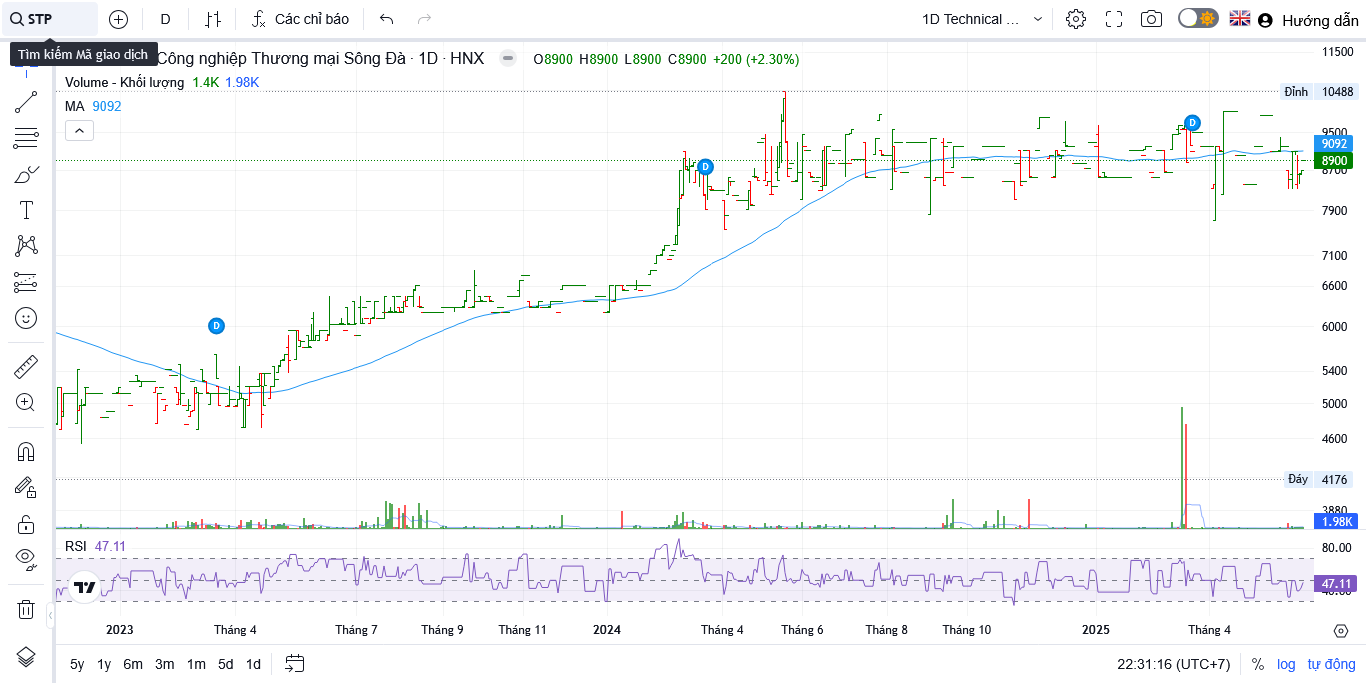 STP D Các chỉ báo 1D Technical ... Hướng dẫn
Tìm kiếm Mã giao dịch
Công nghiệp Thương mại Sông Đà · 1D · HNX O8900 H8900 L8900 C8900 +200 (+2.30%)
Volume - Khối lượng 1.4K 1.98K
MA 9092
11500
Đỉnh 10488
9500
9092
8900
8700
7900
7100
6600
6000
5400
5000
4600
Đáy 4176
3880
1.98K
D
D
D
RSI 47.11
80.00
47.11
40.00
2023 Tháng 4 Tháng 7 Tháng 9 Tháng 11 2024 Tháng 4 Tháng 6 Tháng 8 Tháng 10 2025 Tháng 4
5y 1y 6m 3m 1m 5d 1d 22:31:16 (UTC+7) % log tự động